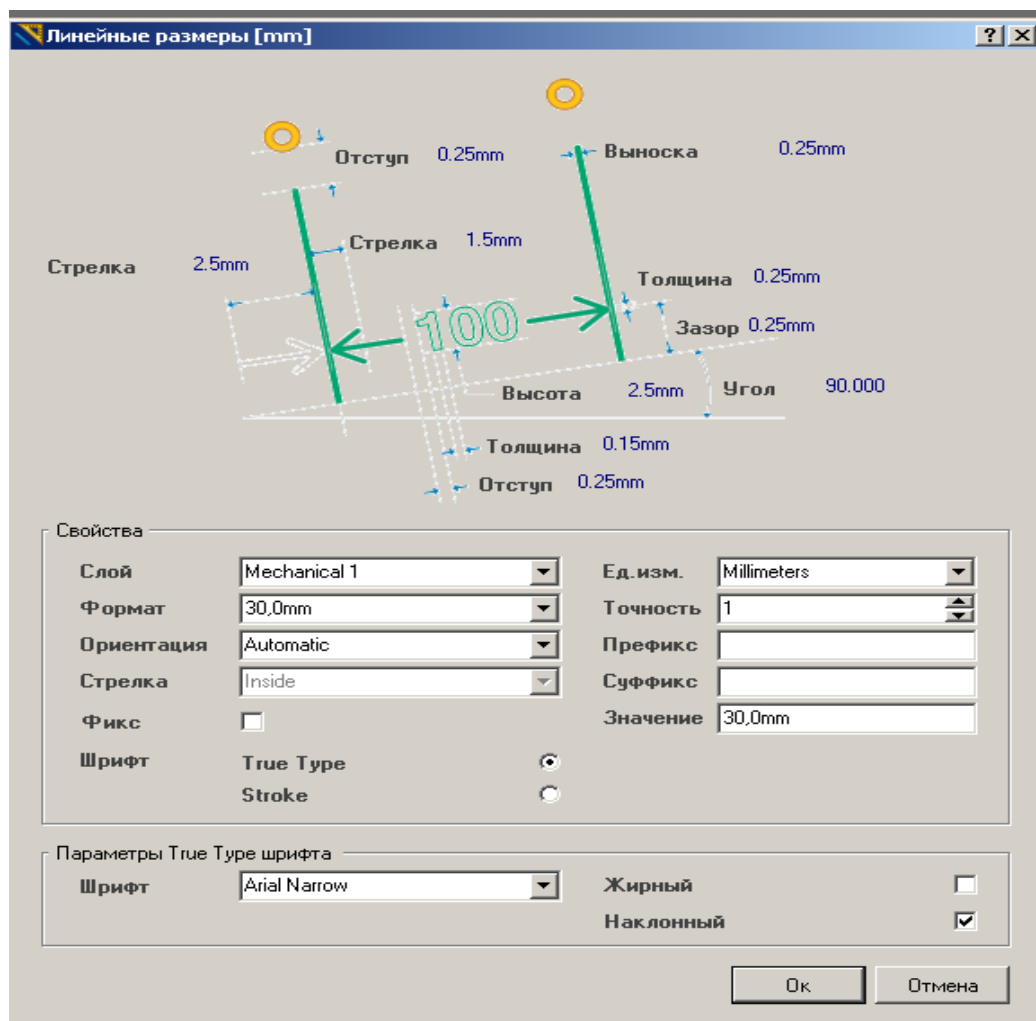 Линейные размеры [mm]
Отступ 0.25mm
Выноска 0.25mm
Стрелка 1.5mm
Стрелка 2.5mm
Толщина 0.25mm
100
Зазор 0.25mm
Высота 2.5mm
Угол 90.000
Толщина 0.15mm
Отступ 0.25mm
Свойства
Слой Mechanical 1
Ед.изм. Millimeters
Формат 30,0mm
Точность 1
Ориентация Automatic
Префикс
Стрелка Inside
Суффикс
Фикс
Значение 30,0mm
Шрифт True Type
Stroke
Параметры True Type шрифта
Шрифт Arial Narrow
Жирный
Наклонный
Ок Отмена